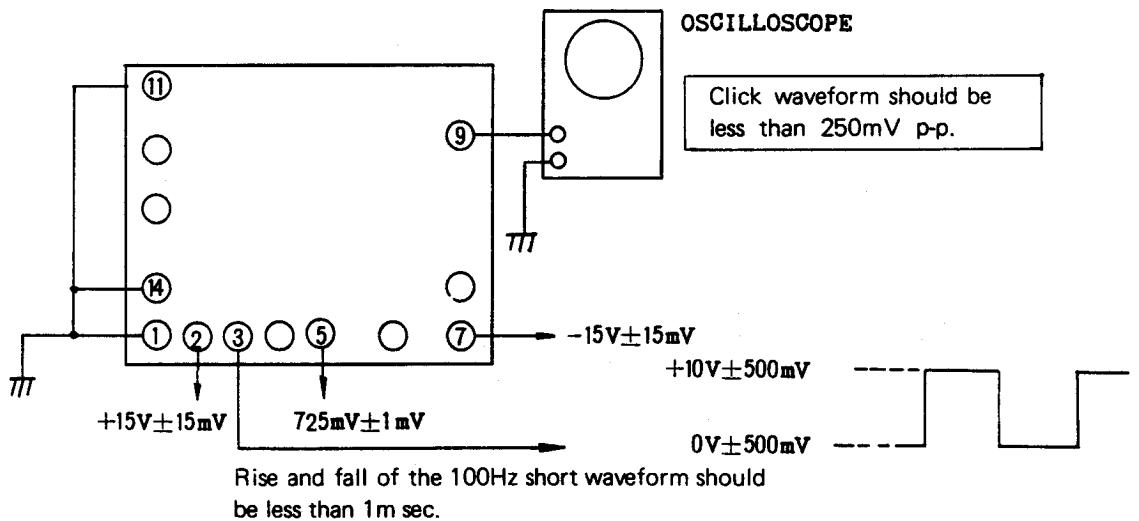 OSCILLOSCOPE
Click waveform should be
less than 250mV p-p.
11
9
14
1
2
3
5
7
-15V±15mV
+10V±500mV
+15V±15mV
725mV±1mV
0V±500mV
Rise and fall of the 100Hz short waveform should
be less than 1m sec.